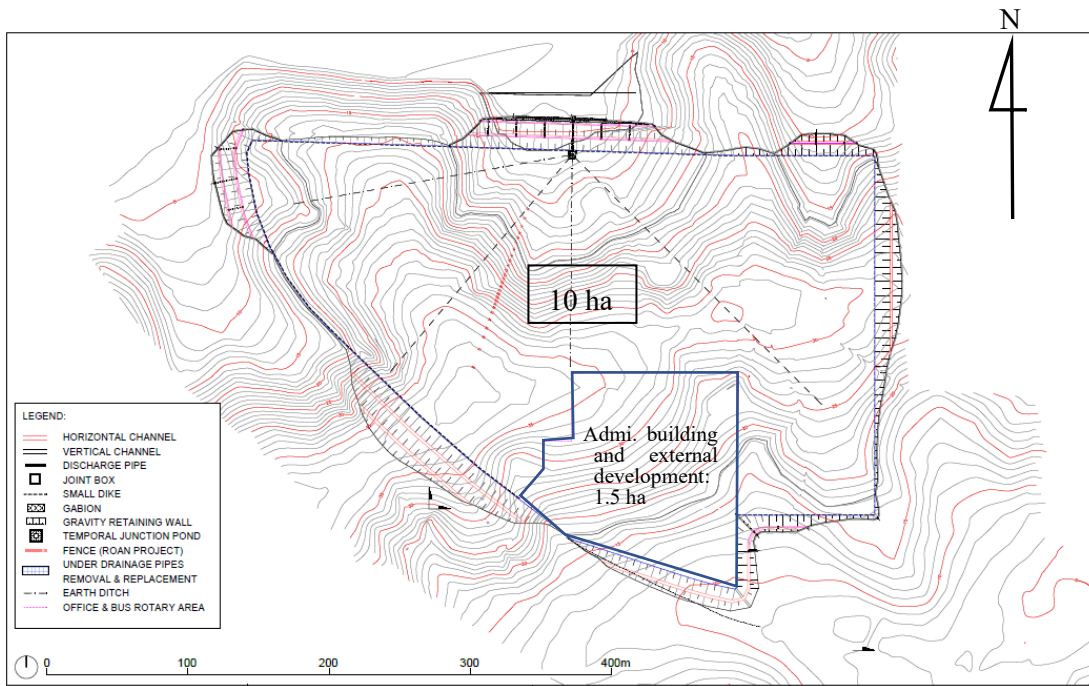 N
10 ha
Admi. building
and external
development:
1.5 ha
LEGEND:
HORIZONTAL CHANNEL
VERTICAL CHANNEL
DISCHARGE PIPE
JOINT BOX
SMALL DIKE
GABION
GRAVITY RETAINING WALL
TEMPORAL JUNCTION POND
FENCE (ROAN PROJECT)
UNDER DRAINAGE PIPES
REMOVAL & REPLACEMENT
EARTH DITCH
OFFICE & BUS ROTARY AREA
0 100 200 300 400m